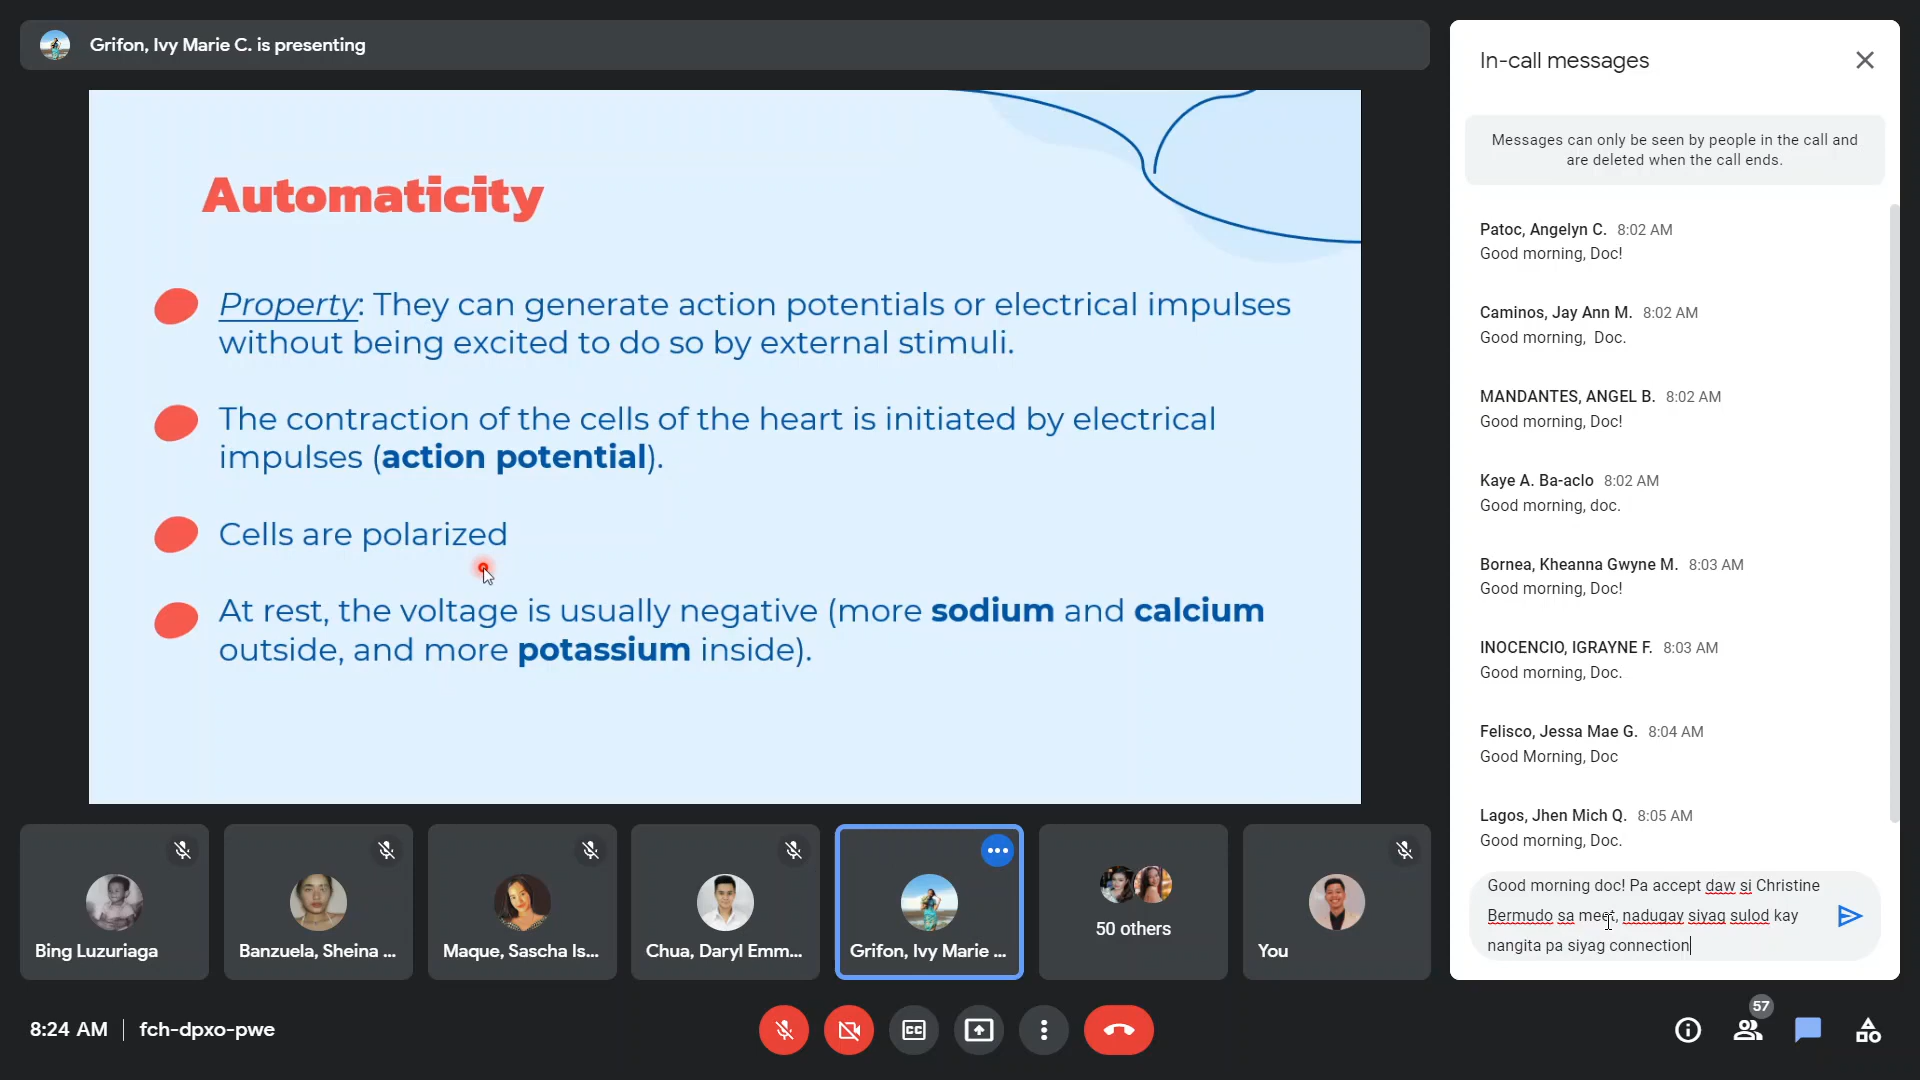 Grifon, Ivy Marie C. is presenting
Automaticity
Property: They can generate action potentials or electrical impulses
without being excited to do so by external stimuli.
The contraction of the cells of the heart is initiated by electrical
impulses (action potential).
Cells are polarized
At rest, the voltage is usually negative (more sodium and calcium
outside, and more potassium inside).
Bing Luzuriaga
Banzuela, Sheina ...
Maque, Sascha Is...
Chua, Daryl Emm...
Grifon, Ivy Marie ...
50 others
You
8:24 AM | fch-dpxo-pwe
CC
57
In-call messages
Messages can only be seen by people in the call and
are deleted when the call ends.
Patoc, Angelyn C. 8:02 AM
Good morning, Doc!
Caminos, Jay Ann M. 8:02 AM
Good morning, Doc.
MANDANTES, ANGEL B. 8:02 AM
Good morning, Doc!
Kaye A. Ba-aclo 8:02 AM
Good morning, doc.
Bornea, Kheanna Gwyne M. 8:03 AM
Good morning, Doc!
INOCENCIO, IGRAYNE F. 8:03 AM
Good morning, Doc.
Felisco, Jessa Mae G. 8:04 AM
Good Morning, Doc
Lagos, Jhen Mich Q. 8:05 AM
Good morning, Doc.
Good morning doc! Pa accept daw si Christine
Bermudo sa meet, nadugay siyag sulod kay
nangita pa siyag connection